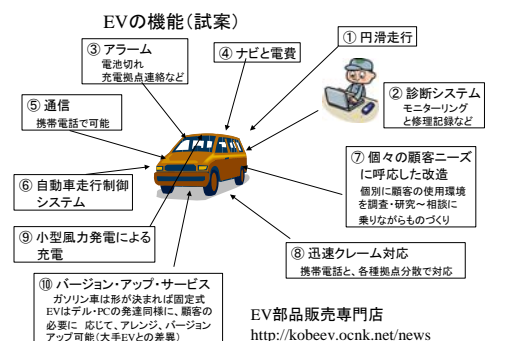 EVの機能(試案)
① 円滑走行
③ アラーム
電池切れ
充電拠点連絡など
④ ナビと電費
② 診断システム
モニターリング
と修理記録など
⑤ 通信
携帯電話で可能
⑦ 個々の顧客ニーズ
に呼応した改造
個別に顧客の使用環境
を調査・研究~相談に
乗りながらものづくり
⑥ 自動車走行制御
システム
⑨ 小型風力発電による
充電
⑧ 迅速クレーム対応
携帯電話と、各種拠点分散で対応
⑩ バージョン・アップ・サービス
ガソリン車は形が決まれば固定式
EVはデル・PCの発達同様に、顧客の
必要に 応じて、アレンジ、バージョン
アップ可能(大手EVとの差異)
EV部品販売専門店
http://kobeev.ocnk.net/news